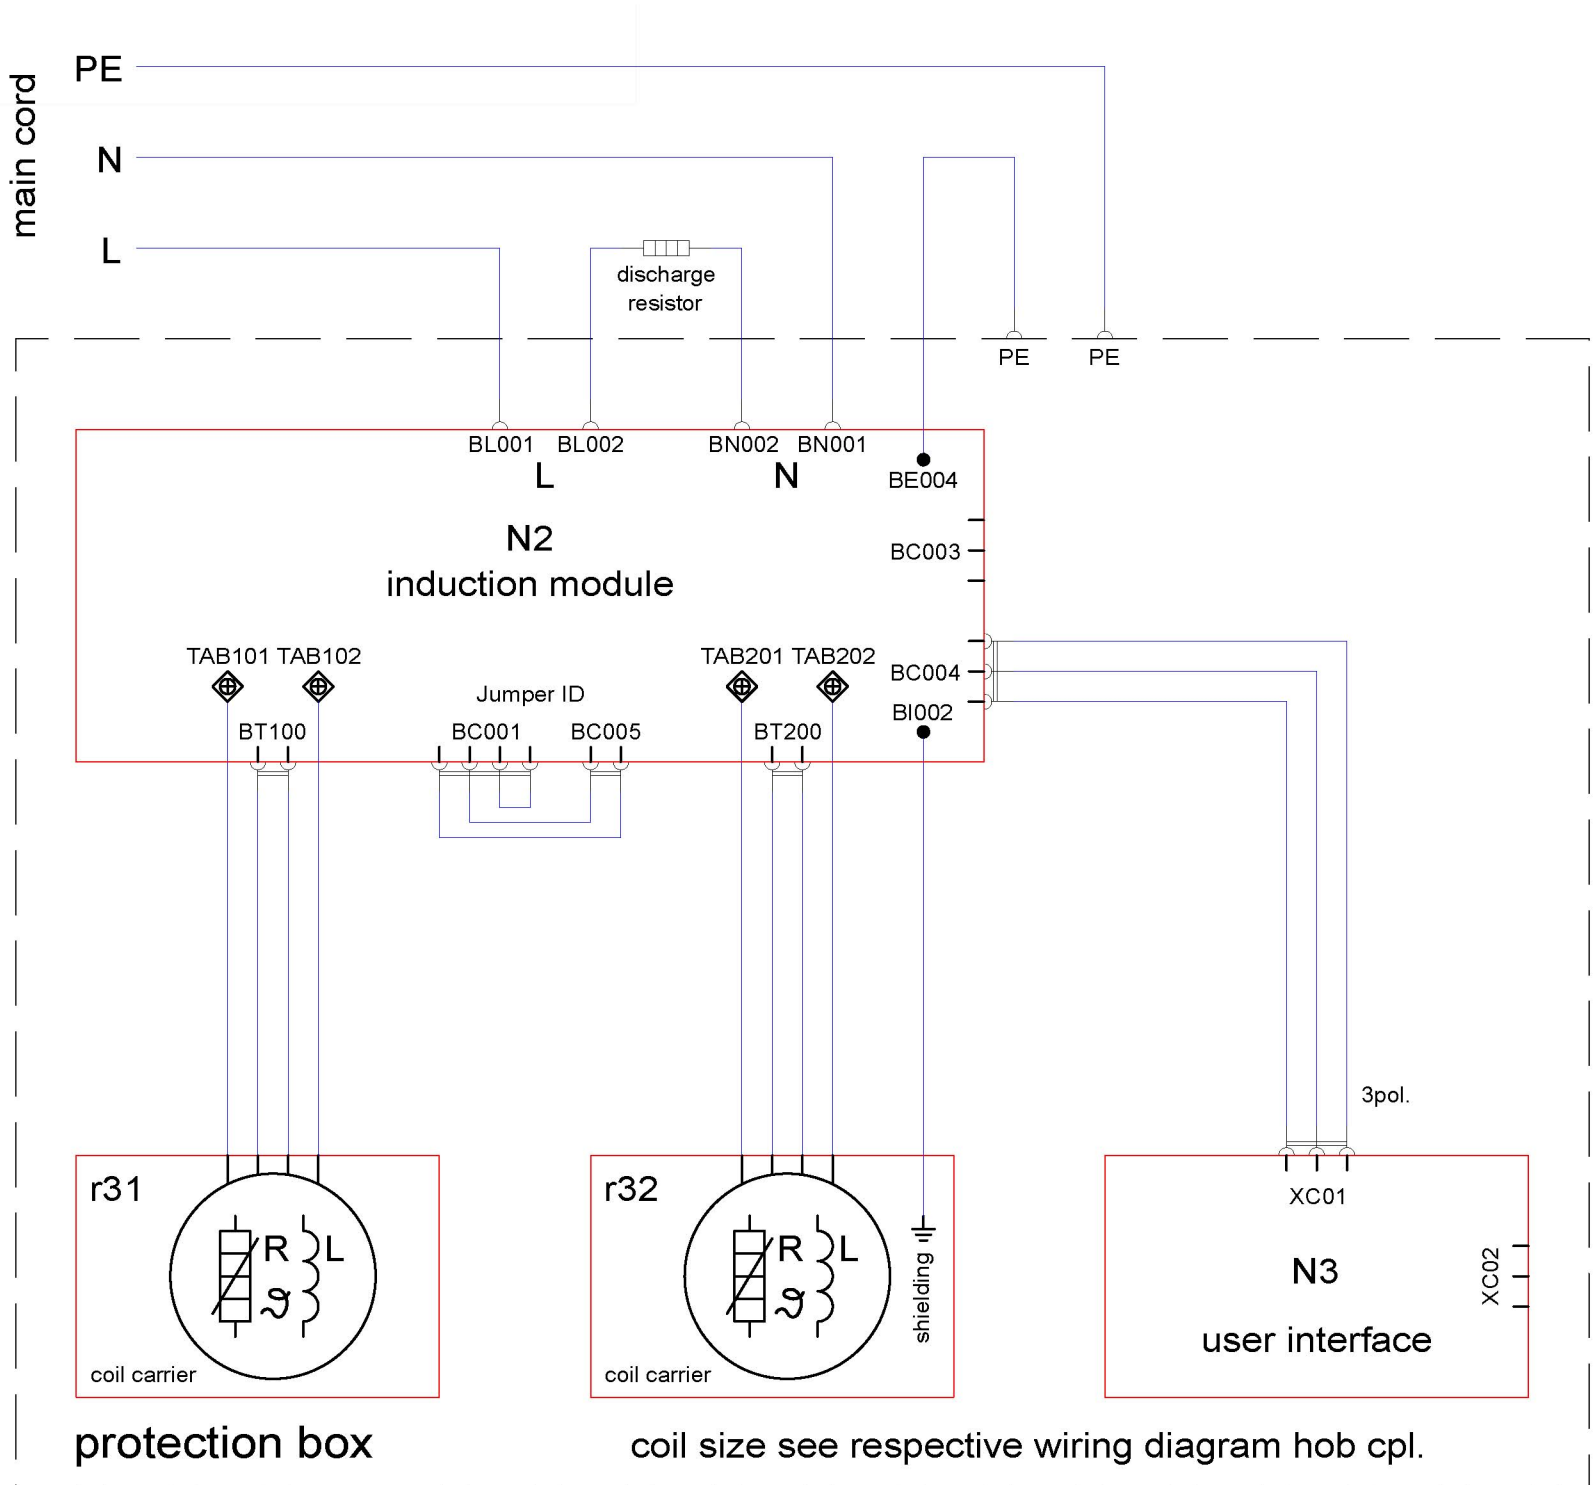 main cord
PE
N
L
discharge
resistor
PE PE
BL001 BL002 BN002 BN001
L N
BE004
N2
induction module
BC003
TAB101 TAB102 TAB201 TAB202
BC004
Jumper ID
BI002
BT100 BC001 BC005 BT200
3pol.
r31 r32
XC01
R L R L
ϑ ϑ
shielding
N3
XC02
user interface
coil carrier coil carrier
protection box
coil size see respective wiring diagram hob cpl.